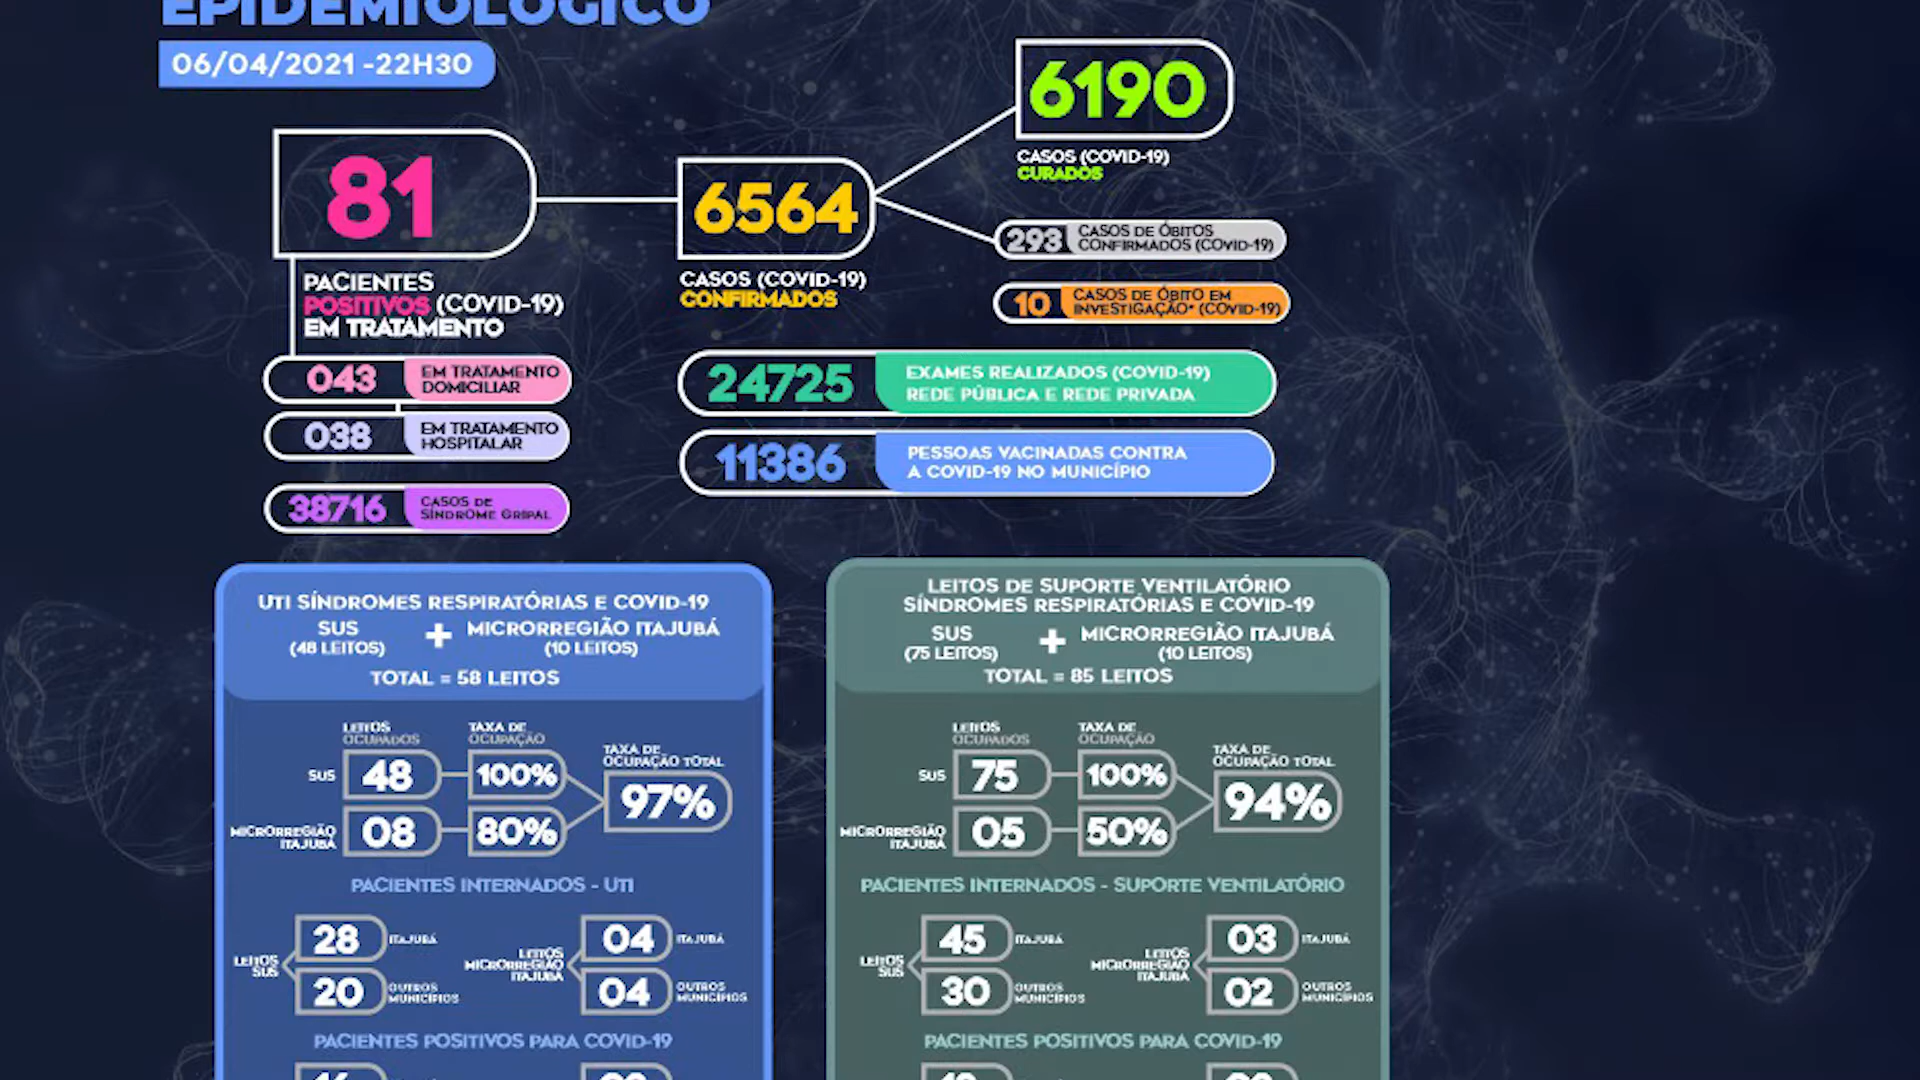 EPIDEMIOLÓGICO
06/04/2021 -22H30
81
PACIENTES
POSITIVOS (COVID-19)
EM TRATAMENTO
043
EM TRATAMENTO
DOMICILIAR
038
EM TRATAMENTO
HOSPITALAR
38716
CASOS DE
SÍNDROME GRIPAL
6564
CASOS (COVID-19)
CONFIRMADOS
6190
CASOS (COVID-19)
CURADOS
293
CASOS DE ÓBITOS
CONFIRMADOS (COVID-19)
10
CASOS DE ÓBITO EM
INVESTIGAÇÃO* (COVID-19)
24725
EXAMES REALIZADOS (COVID-19)
REDE PÚBLICA E REDE PRIVADA
11386
PESSOAS VACINADAS CONTRA
A COVID-19 NO MUNICÍPIO
UTI SÍNDROMES RESPIRATÓRIAS E COVID-19
SUS + MICRORREGIÃO ITAJUBÁ
(48 LEITOS) (10 LEITOS)
TOTAL = 58 LEITOS
LEITOS
OCUPADOS
TAXA DE
OCUPAÇÃO
TAXA DE
OCUPAÇÃO TOTAL
SUS 48 100%
97%
MICRORREGIÃO
ITAJUBÁ
08 80%
PACIENTES INTERNADOS - UTI
LEITOS
SUS
28 ITAJUBÁ
20 OUTROS
MUNICÍPIOS
LEITOS
MICRORREGIÃO
ITAJUBÁ
04 ITAJUBÁ
04 OUTROS
MUNICÍPIOS
PACIENTES POSITIVOS PARA COVID-19
LEITOS DE SUPORTE VENTILATÓRIO
SÍNDROMES RESPIRATÓRIAS E COVID-19
SUS + MICRORREGIÃO ITAJUBÁ
(75 LEITOS) (10 LEITOS)
TOTAL = 85 LEITOS
LEITOS
OCUPADOS
TAXA DE
OCUPAÇÃO
TAXA DE
OCUPAÇÃO TOTAL
SUS 75 100%
94%
MICRORREGIÃO
ITAJUBÁ
05 50%
PACIENTES INTERNADOS - SUPORTE VENTILATÓRIO
LEITOS
SUS
45 ITAJUBÁ
30 OUTROS
MUNICÍPIOS
LEITOS
MICRORREGIÃO
ITAJUBÁ
03 ITAJUBÁ
02 OUTROS
MUNICÍPIOS
PACIENTES POSITIVOS PARA COVID-19